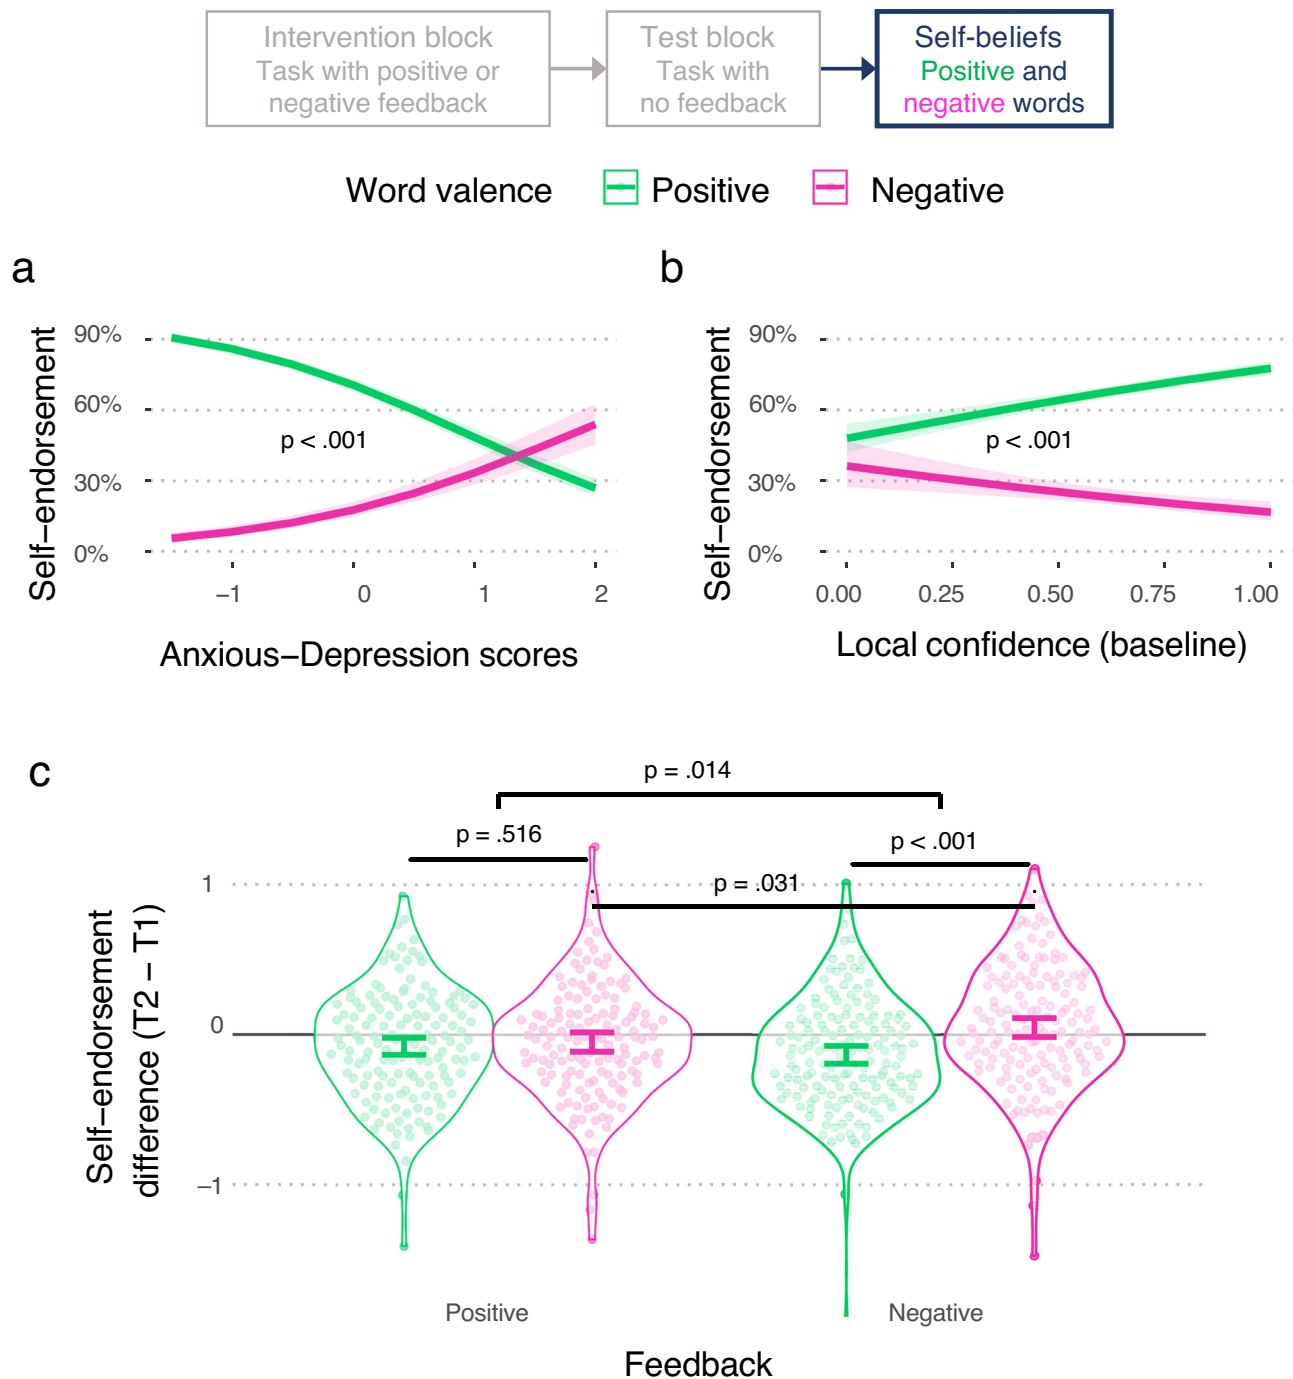 Intervention block
Task with positive or
negative feedback
Test block
Task with
no feedback
Self-beliefs
Positive and
negative words
Word valence
Positive
Negative
a
Self−endorsement
90%
60%
30%
0%
p < .001
−1
0
1
2
Anxious−Depression scores
b
Self−endorsement
90%
60%
30%
0%
p < .001
0.00
0.25
0.50
0.75
1.00
Local confidence (baseline)
c
Self−endorsement
difference (T2 − T1)
1
0
−1
p = .014
p = .516
p < .001
p = .031
Positive
Negative
Feedback